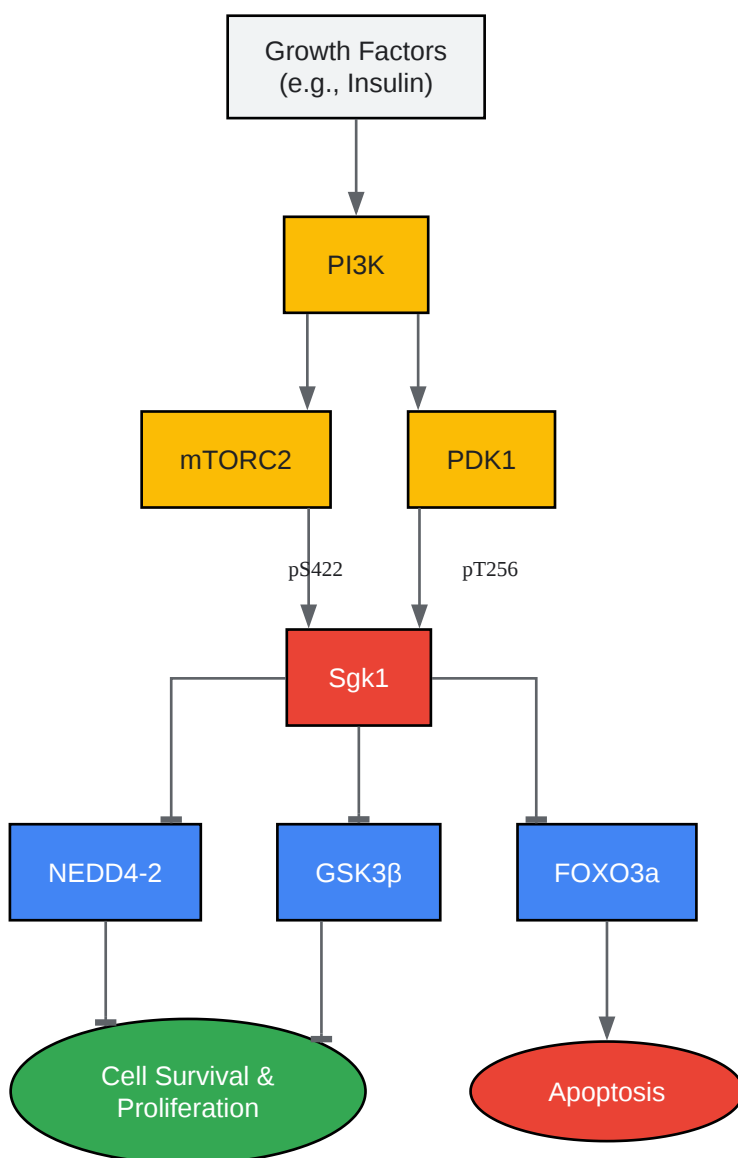 Growth Factors
(e.g., Insulin)
PI3K
mTORC2
PDK1
pS422
pT256
Sgk1
NEDD4-2
GSK3β
FOXO3a
Cell Survival &
Proliferation
Apoptosis